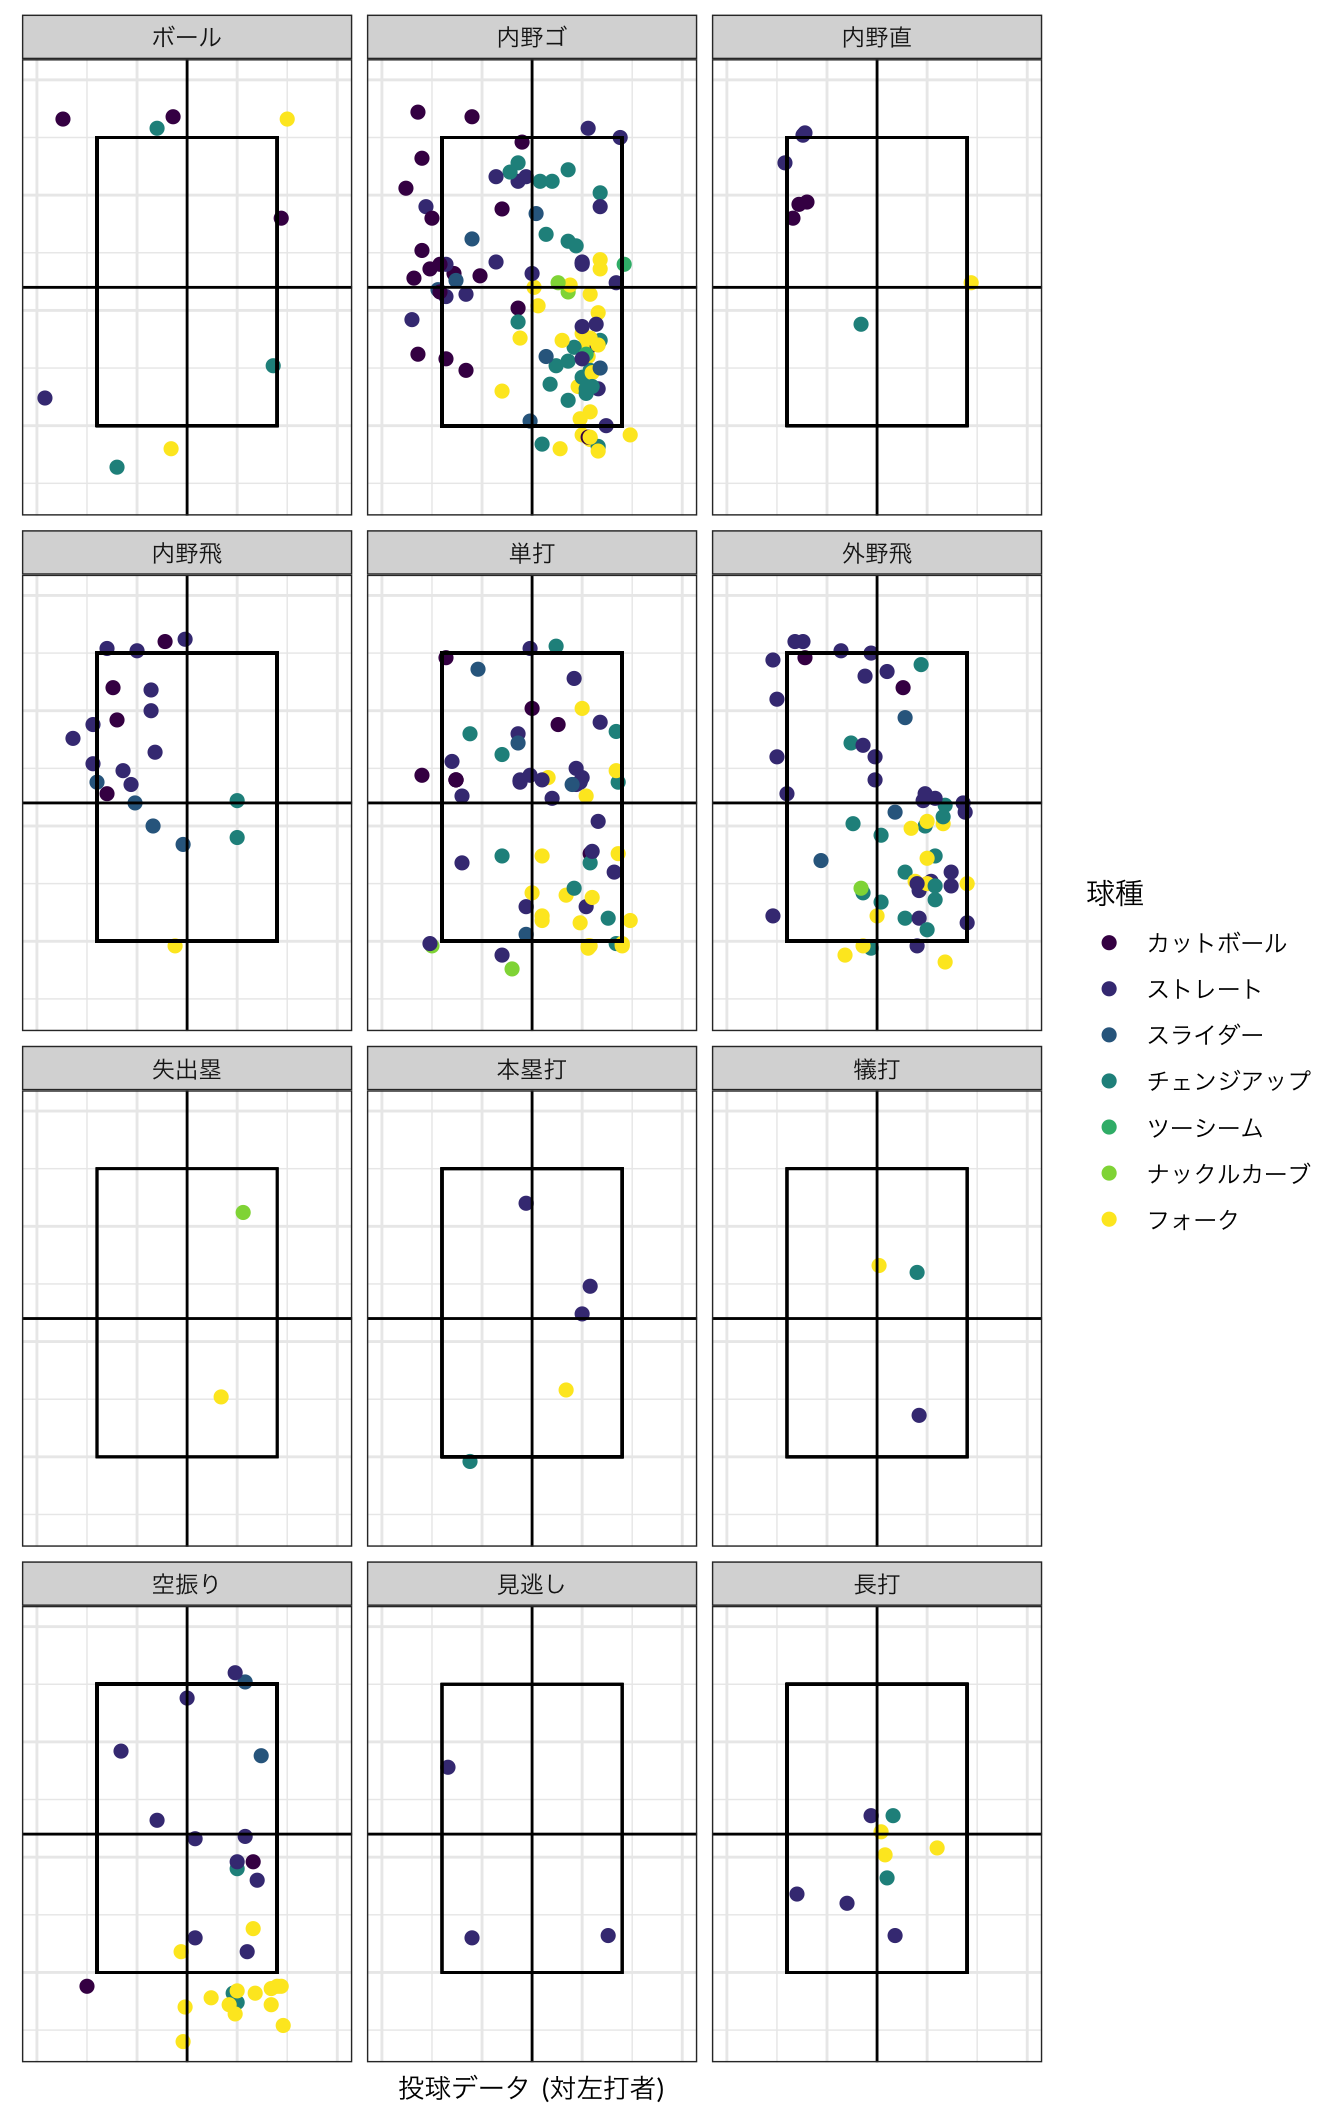 ボール
内野ゴ
内野直
内野飛
単打
外野飛
失出塁
本塁打
犠打
空振り
見逃し
長打
球種
カットボール
ストレート
スライダー
チェンジアップ
ツーシーム
ナックルカーブ
フォーク
投球データ (対左打者)